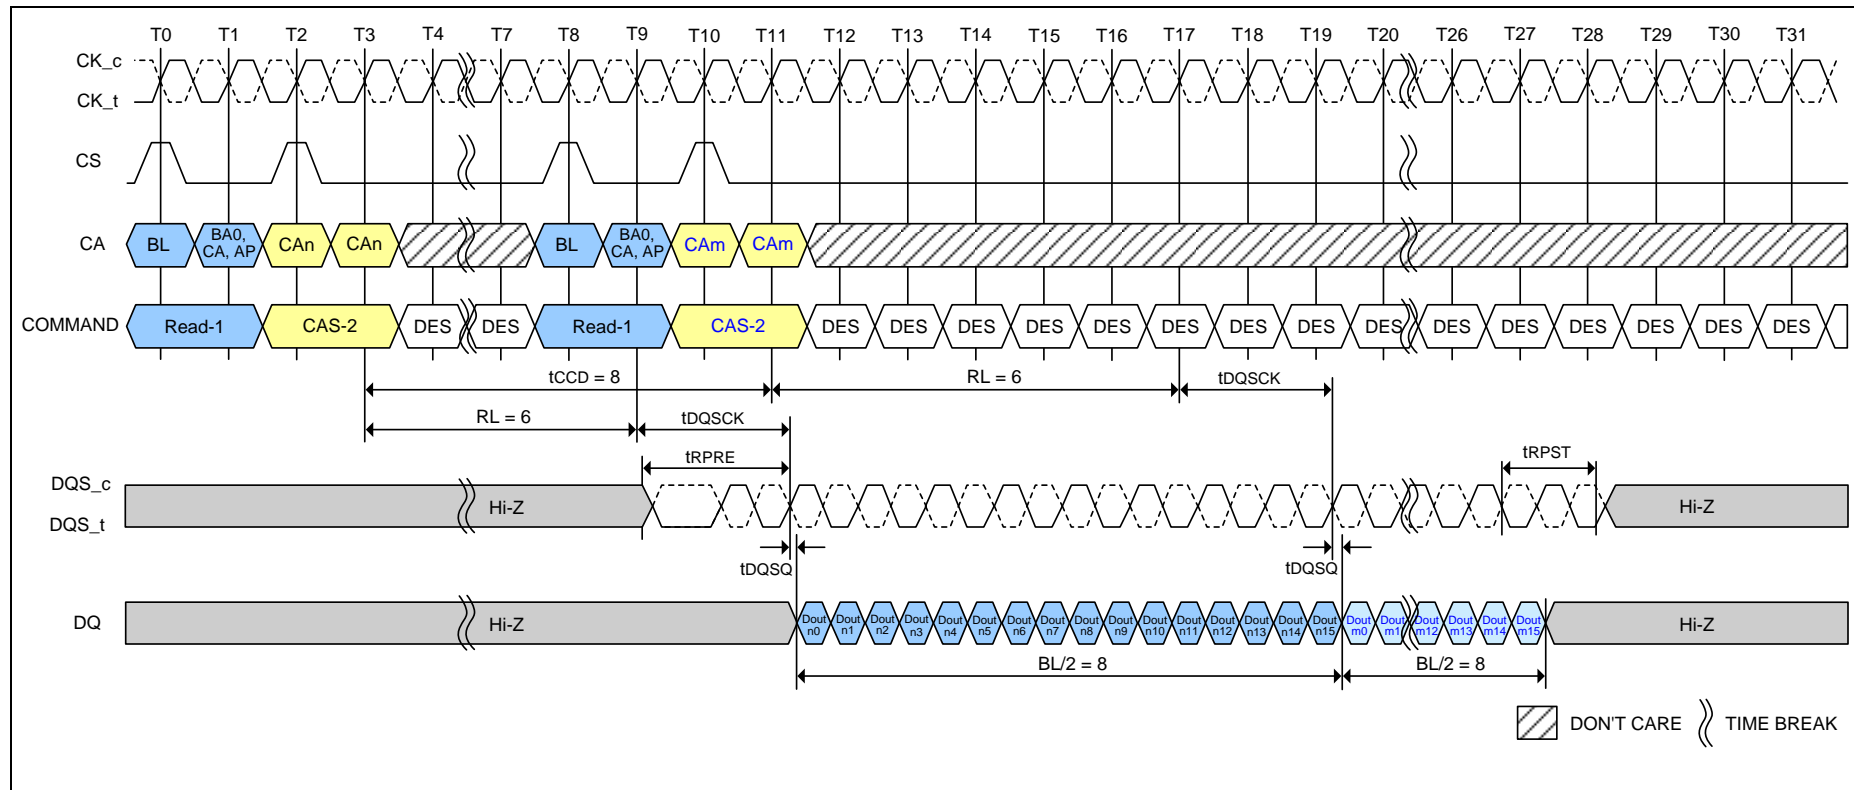 T0 T1 T2 T3 T4 T7 T8 T9 T10 T11 T12 T13 T14 T15 T16 T17 T18 T19 T20 T26 T27 T28 T29 T30 T31
CK_c
CK_t
CS
CA BL BA0, CA, AP CAn CAn BL BA0, CA, AP CAm CAm
COMMAND Read-1 CAS-2 DES DES Read-1 CAS-2 DES DES DES DES DES DES DES DES DES DES DES DES DES DES DES
tCCD = 8 RL = 6 tDQSCK
RL = 6 tDQSCK
tRPRE tRPST
DQS_c
DQS_t
Hi-Z Hi-Z
tDQSQ tDQSQ
DQ Hi-Z Dout n0 Dout n1 Dout n2 Dout n3 Dout n4 Dout n5 Dout n6 Dout n7 Dout n8 Dout n9 Dout n10 Dout n11 Dout n12 Dout n13 Dout n14 Dout n15 Dout m0 Dout m1 Dout m12 Dout m13 Dout m14 Dout m15 Hi-Z
BL/2 = 8 BL/2 = 8
DON'T CARE TIME BREAK